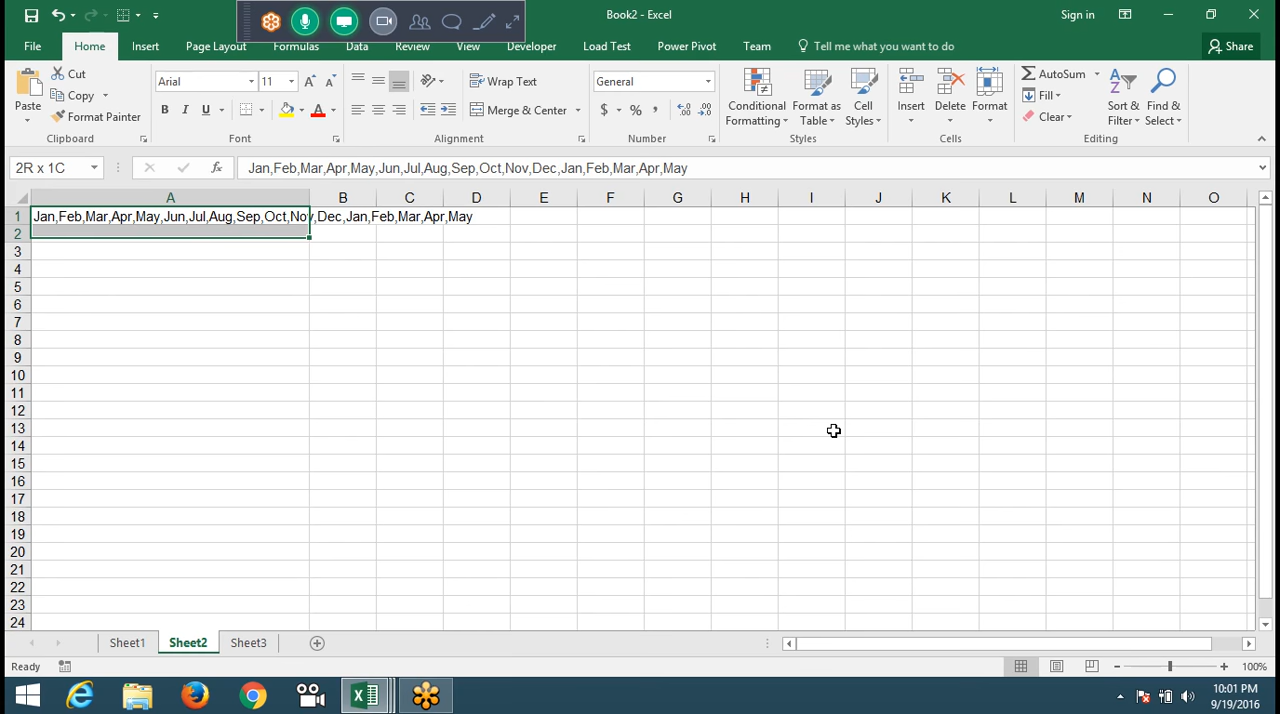 Book2 - Excel
Sign in
File Home Insert Page Layout Formulas Data Review View Developer Load Test Power Pivot Team Tell me what you want to do Share
Paste
Cut
Copy
Format Painter
Clipboard
Arial 11
B I U
Font
Wrap Text
Merge & Center
Alignment
General
$ % ,
Number
Conditional Formatting
Format as Table
Cell Styles
Styles
Insert Delete Format
Cells
AutoSum
Fill
Clear
Sort & Filter
Find & Select
Editing
2R x 1C fx Jan,Feb,Mar,Apr,May,Jun,Jul,Aug,Sep,Oct,Nov,Dec,Jan,Feb,Mar,Apr,May
A B C D E F G H I J K L M N O
1 Jan,Feb,Mar,Apr,May,Jun,Jul,Aug,Sep,Oct,Nov,Dec,Jan,Feb,Mar,Apr,May
2
3
4
5
6
7
8
9
10
11
12
13
14
15
16
17
18
19
20
21
22
23
24
Sheet1 Sheet2 Sheet3
Ready 100%
10:01 PM
9/19/2016